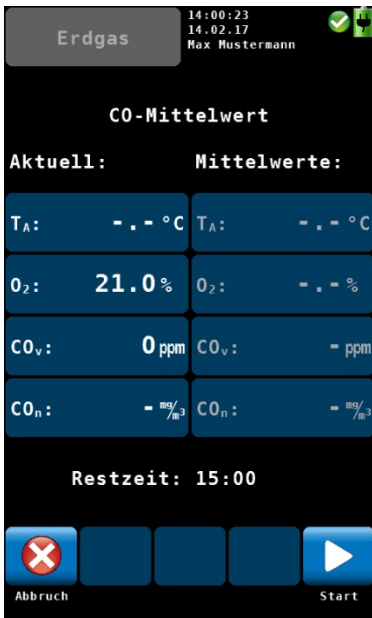 Erdgas
14:00:23
14.02.17
Max Mustermann
CO-Mittelwert
Aktuell: Mittelwerte:
TA: -.- °C TA: -.- °C
O₂: 21.0 % O₂: -.- %
COv: 0 ppm COv: - ppm
COn: - mg/m³ COn: - mg/m³
Restzeit: 15:00
Abbruch Start